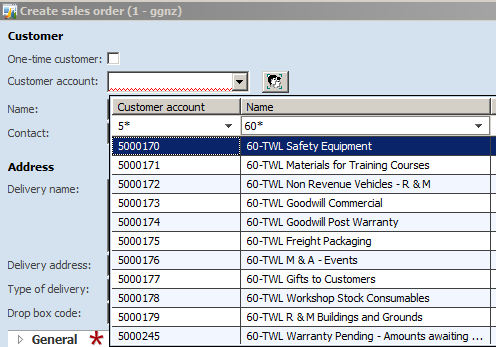 Create sales order (1 - ggnz)
Customer
One-time customer:
Customer account:
Name:
Contact:
Address
Delivery name:
Delivery address:
Type of delivery:
Drop box code:
General *
Customer account Name
5* 60*
5000170 60-TWL Safety Equipment
5000171 60-TWL Materials for Training Courses
5000172 60-TWL Non Revenue Vehicles - R & M
5000173 60-TWL Goodwill Commercial
5000174 60-TWL Goodwill Post Warranty
5000175 60-TWL Freight Packaging
5000176 60-TWL M & A - Events
5000177 60-TWL Gifts to Customers
5000178 60-TWL Workshop Stock Consumables
5000179 60-TWL R & M Buildings and Grounds
5000245 60-TWL Warranty Pending - Amounts awaiting ...